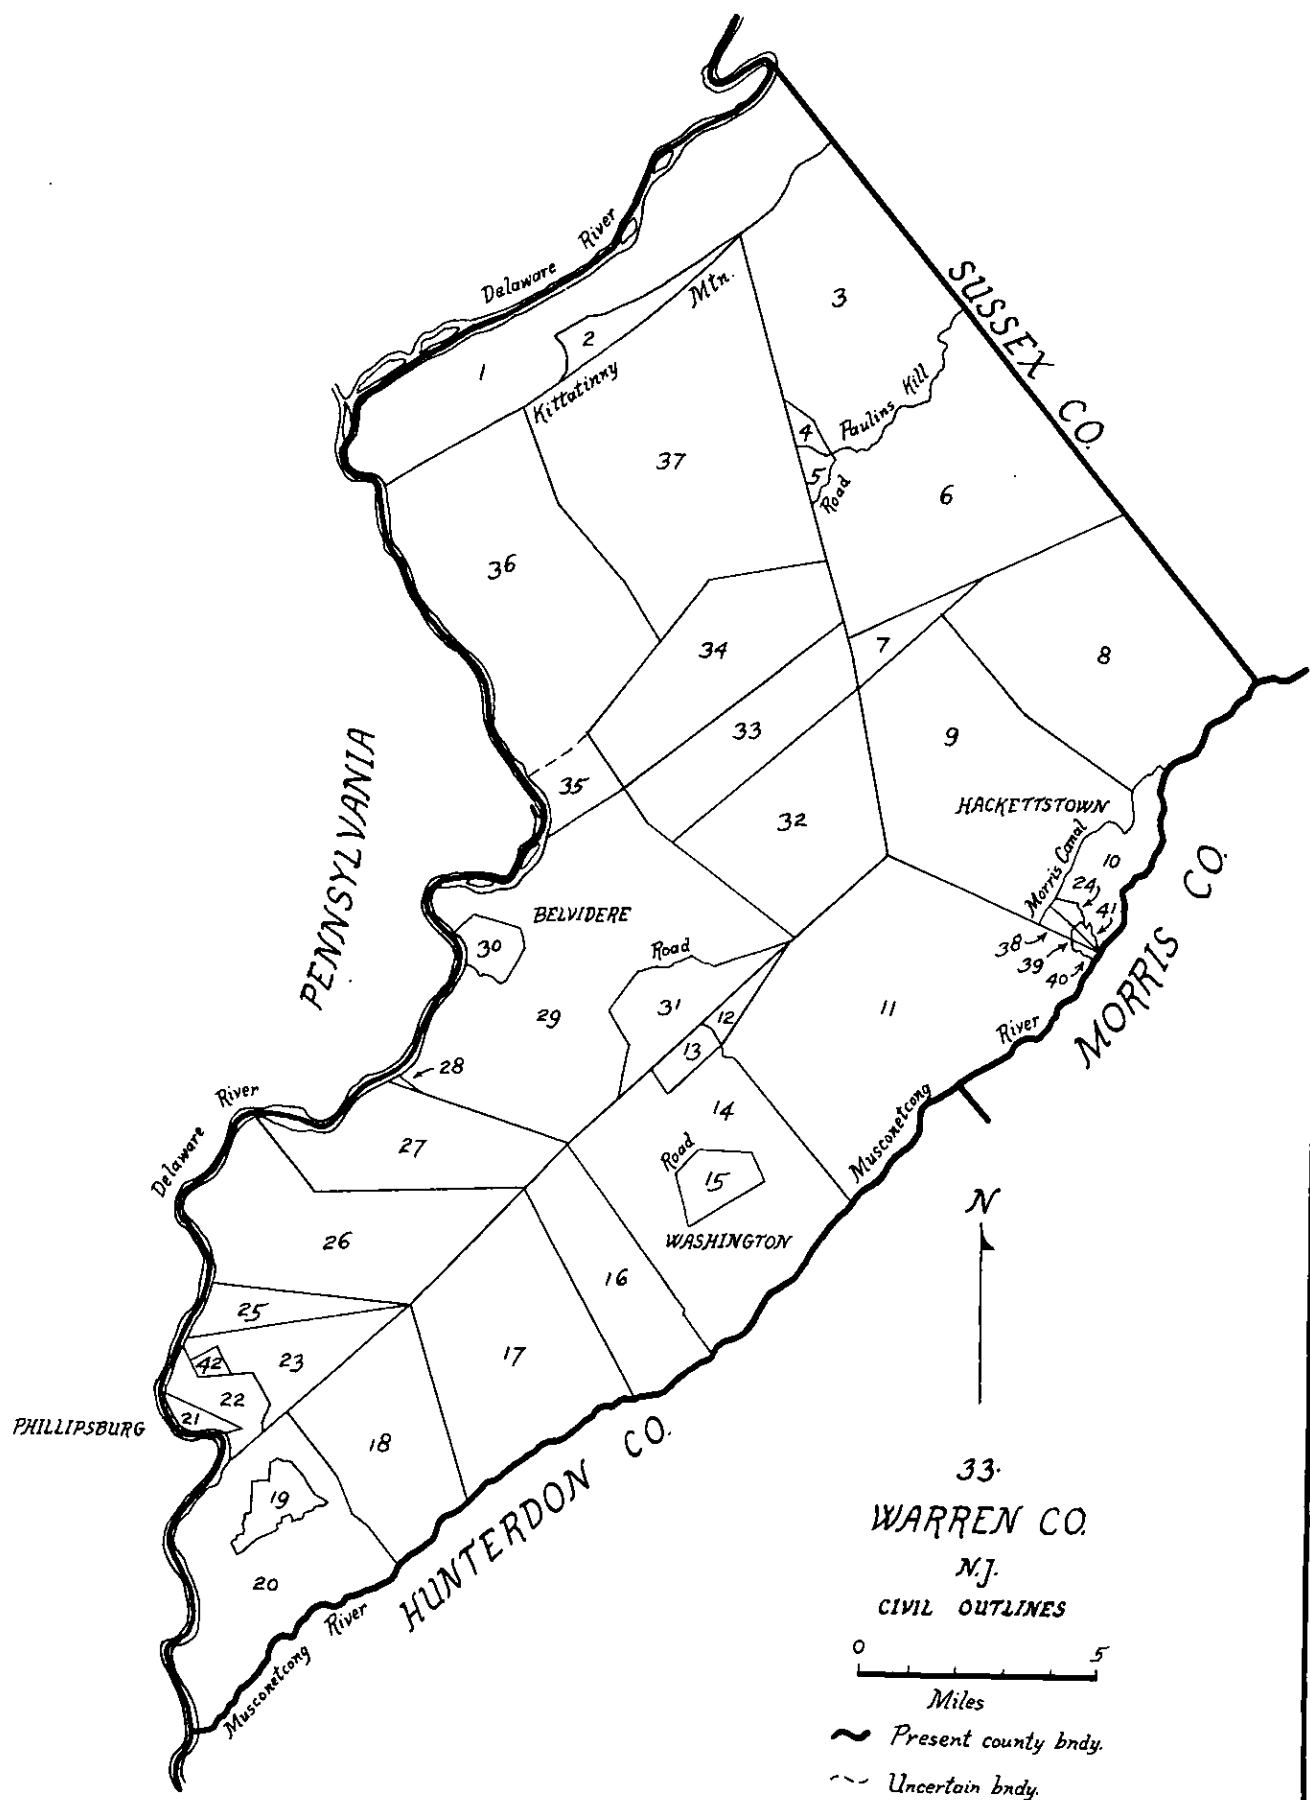 Delaware River
SUSSEX CO.
3
2
Mtn.
1
Kittatinny
Paulins Kill
4
37
5
Road
6
36
34
7
8
33
9
35
PENNSYLVANIA
HACKETTSTOWN
32
Morris Canal
10
24
41
38
39
40
MORRIS CO.
BELVIDERE
30
Road
31
12
11
29
13
River
28
14
Musconetcong
River
Delaware
27
Road
15
WASHINGTON
N
26
16
25
42
23
17
22
21
PHILLIPSBURG
18
19
20
HUNTERDON CO.
Musconetcong River
33.
WARREN CO.
N.J.
CIVIL OUTLINES
0 5
Miles
Present county bndy.
Uncertain bndy.